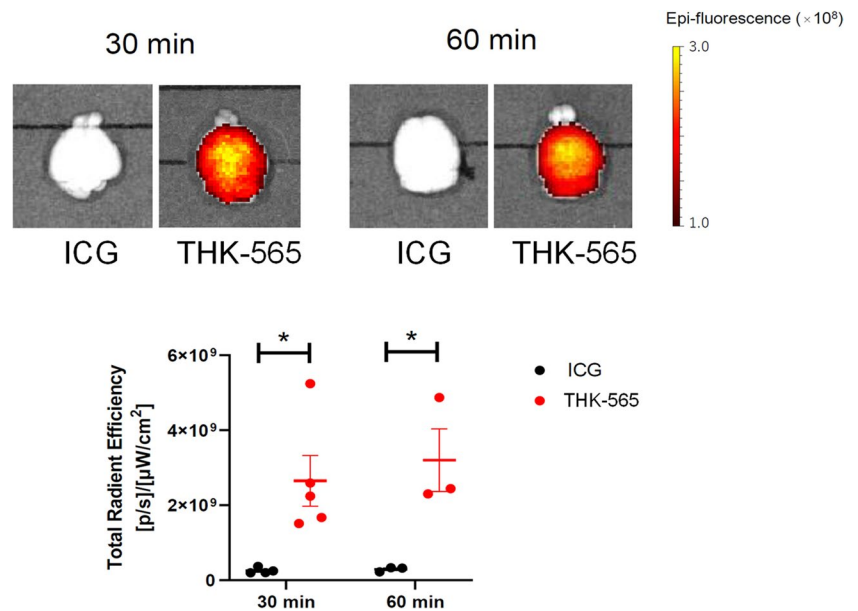 Epi-fluorescence (×10⁸)
30 min
60 min
3.0
1.0
ICG
THK-565
ICG
THK-565
Total Radient Efficiency
[p/s]/[µW/cm²]
6×10⁹
4×10⁹
2×10⁹
0
*
*
ICG
THK-565
30 min
60 min